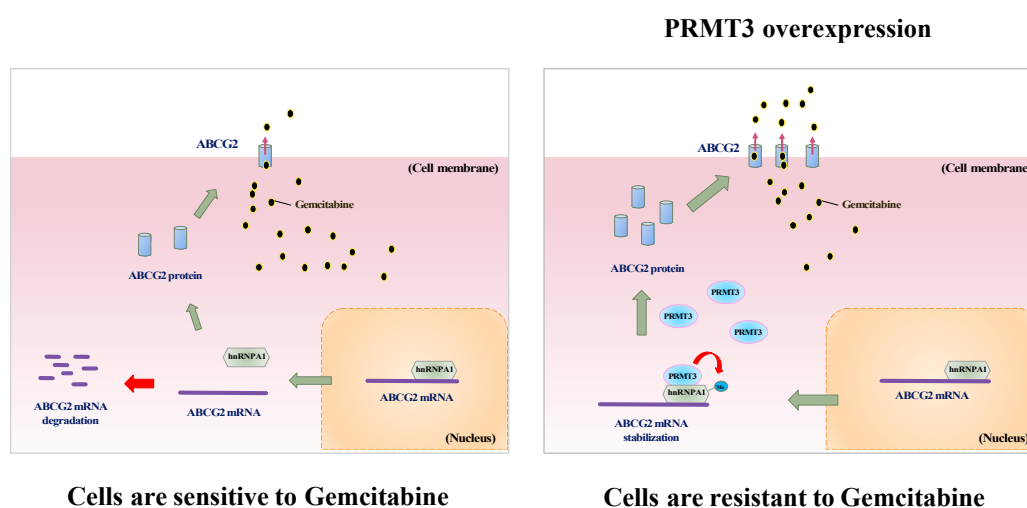 PRMT3 overexpression
ABCG2
(Cell membrane)
Gemcitabine
ABCG2 protein
hnRNPA1
ABCG2 mRNA
degradation
ABCG2 mRNA
hnRNPA1
ABCG2 mRNA
(Nucleus)
Cells are sensitive to Gemcitabine
ABCG2
(Cell membrane)
Gemcitabine
ABCG2 protein
PRMT3
PRMT3
PRMT3
PRMT3
hnRNPA1
Me
ABCG2 mRNA
stabilization
hnRNPA1
ABCG2 mRNA
(Nucleus)
Cells are resistant to Gemcitabine